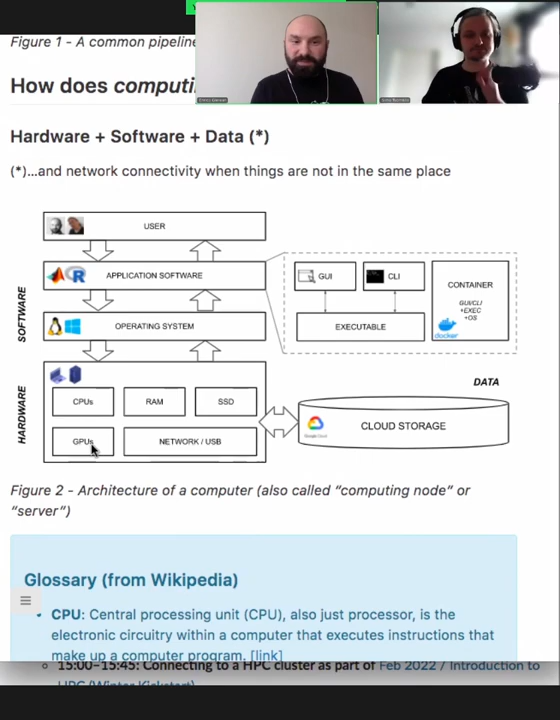 Figure 1 - A common pipeline
How does computi
Hardware + Software + Data (*)
(*)...and network connectivity when things are not in the same place
USER
SOFTWARE
APPLICATION SOFTWARE
GUI
CLI
CONTAINER
GUI/CLI
+EXEC
+OS
docker
EXECUTABLE
OPERATING SYSTEM
HARDWARE
CPUs
RAM
SSD
GPUs
NETWORK / USB
DATA
CLOUD STORAGE
Google Cloud
Figure 2 - Architecture of a computer (also called “computing node” or
“server”)
Glossary (from Wikipedia)
• CPU: Central processing unit (CPU), also just processor, is the
electronic circuitry within a computer that executes instructions that
make up a computer program. [link]
15:00–15:45: Connecting to a HPC cluster as part of Feb 2022 / Introduction to
HPC (Winter Kickstart)